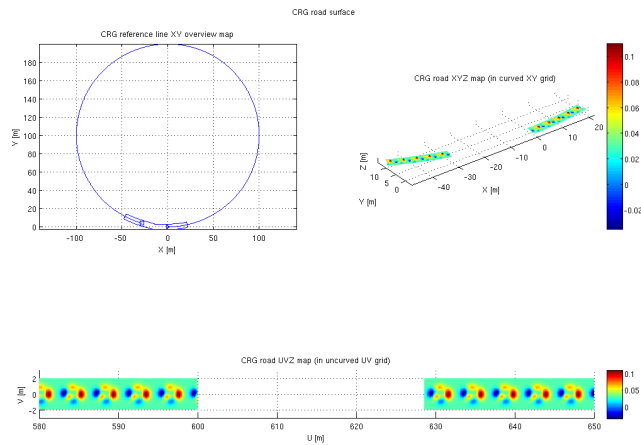 CRG road surface
CRG reference line XY overview map
180
160
140
120
100
80
60
40
20
0
Y [m]
-100 -50 0 50 100
X [m]
CRG road XYZ map (in curved XY grid)
Z [m]
10
5
0
Y [m]
-40
-20
-10
0
10
20
X [m]
0.1
0.08
0.06
0.04
0.02
0
-0.02
CRG road UVZ map (in uncurved UV grid)
2
0
-2
V [m]
580 590 600 610 620 630 640 650
U [m]
0.1
0.05
0